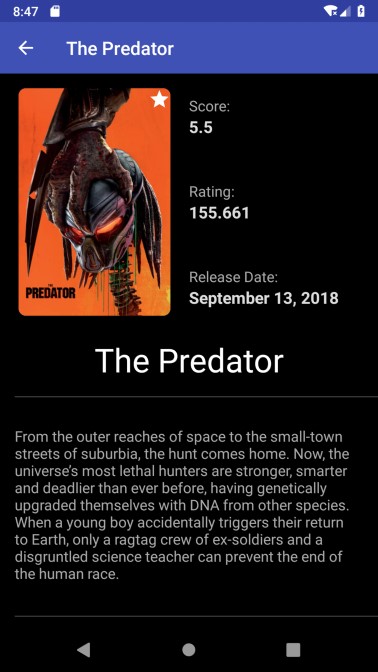 8:47
The Predator
THE
PREDATOR
Score:
5.5
Rating:
155.661
Release Date:
September 13, 2018
The Predator
From the outer reaches of space to the small-town
streets of suburbia, the hunt comes home. Now, the
universe’s most lethal hunters are stronger, smarter
and deadlier than ever before, having genetically
upgraded themselves with DNA from other species.
When a young boy accidentally triggers their return
to Earth, only a ragtag crew of ex-soldiers and a
disgruntled science teacher can prevent the end of
the human race.